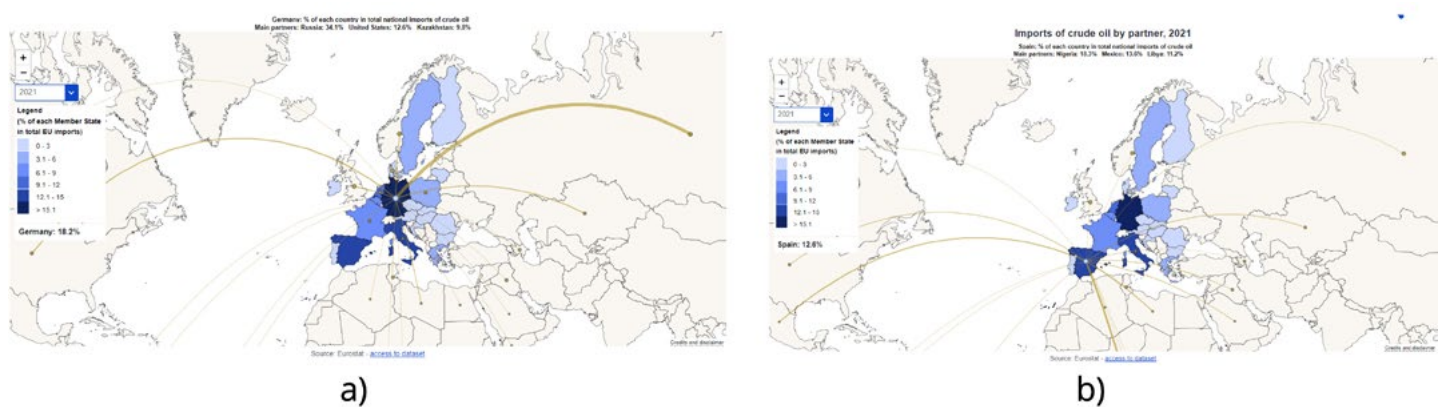 Germany: % of each country in total national imports of crude oil
Main partners: Russia: 34.1% United States: 12.6% Kazakhstan: 9.8%
+
−
2021
Legend
(% of each Member State
in total EU imports)
0 - 3
3.1 - 6
6.1 - 9
9.1 - 12
12.1 - 15
> 15.1
Germany: 18.2%
Credits and disclaimer
Source: Eurostat - access to dataset
a)
Imports of crude oil by partner, 2021
Spain: % of each country in total national imports of crude oil
Main partners: Nigeria: Mexico: Libya: 11.2%
+
−
2021
Legend
(% of each Member State
in total EU imports)
0 - 3
3.1 - 6
6.1 - 9
9.1 - 12
12.1 - 15
> 15.1
Spain: 12.6%
Credits and disclaimer
Source: Eurostat - access to dataset
b)